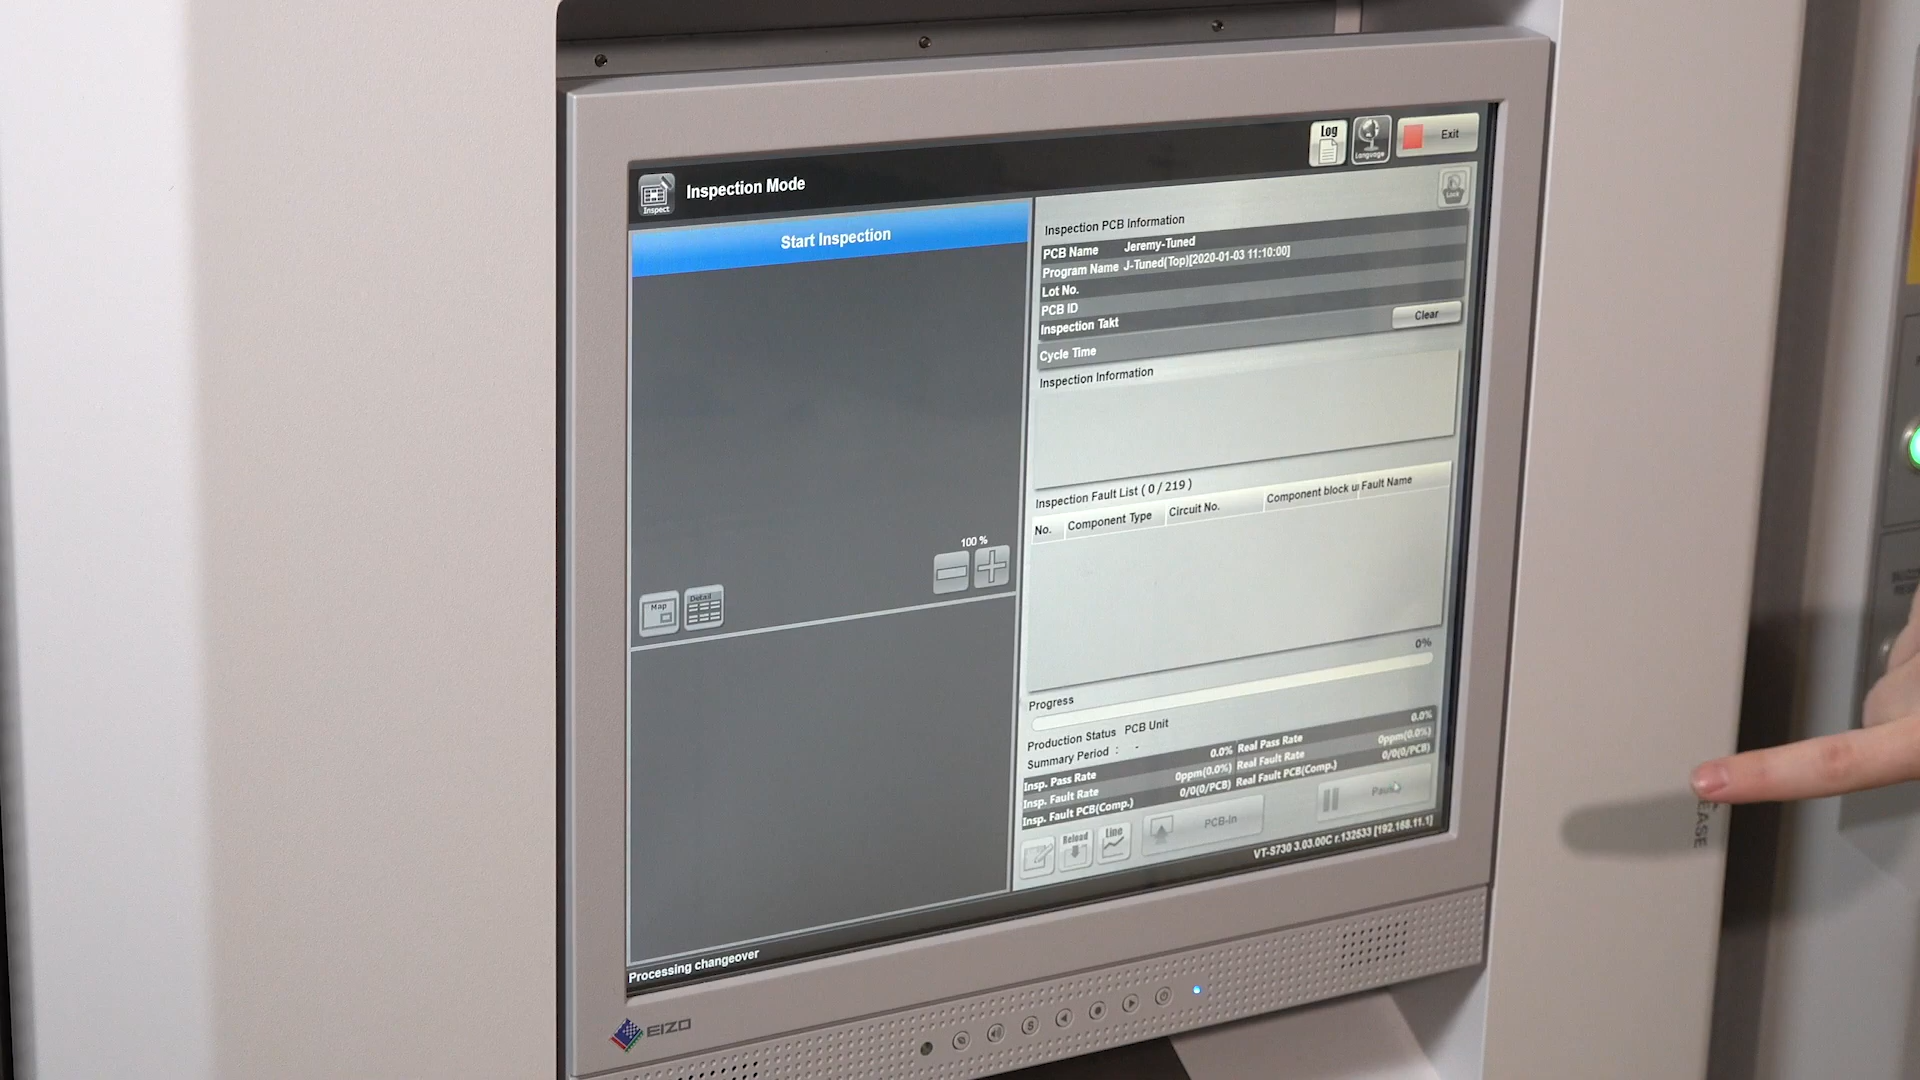 Log
Language
Exit
Inspect
Inspection Mode
Lock
Start Inspection
Inspection PCB Information
PCB Name Jeremy-Tuned
Program Name J-Tuned(Top)[2020-01-03 11:10:00]
Lot No.
PCB ID
Inspection Takt
Clear
Cycle Time
Inspection Information
Inspection Fault List ( 0 / 219 )
No. Component Type Circuit No. Component block u Fault Name
100 %
Map
Detail
0%
Progress
Production Status PCB Unit
Summary Period : -
Insp. Pass Rate 0.0% Real Pass Rate 0.0%
Insp. Fault Rate 0ppm(0.0%) Real Fault Rate 0ppm(0.0%)
Insp. Fault PCB(Comp.) 0/0(0/PCB) Real Fault PCB(Comp.) 0/0(0/PCB)
Reload
Line
PCB-In
Pause
VT-S730 3.03.00C r.132533 [192.168.11.1]
Processing changeover
EIZO
S